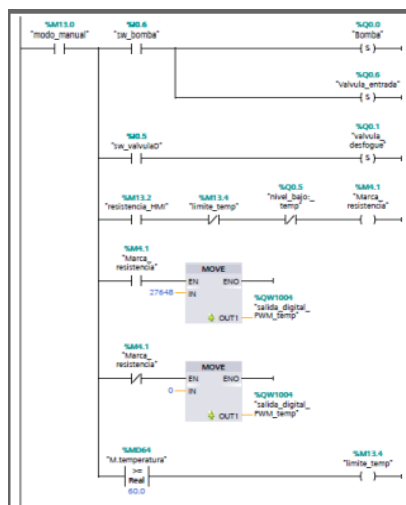 %M13.0 %I0.6 %Q0.0
"modo_manual" "sw_bomba" "Bomba"
S
%Q0.6
"Valvula_entrada"
S
%I0.5 %Q0.1
"sw_valvulaD" "valvula_
desfogue"
S
%M13.2 %M13.4 %Q0.5 %M4.1
"resistencia_HMI" "limite_temp" "nivel_bajo:_
temp" "Marca_
resistencia"
%M4.1
"Marca_
resistencia"
MOVE
EN ENO
27648 IN
%QW1004
OUT1 "salida_digital_
PWM_temp"
%M4.1
"Marca_
resistencia"
MOVE
EN ENO
0 IN
%QW1004
OUT1 "salida_digital_
PWM_temp"
%MD64 %M13.4
"M.temperatura" "limite_temp"
>=
Real
60.0